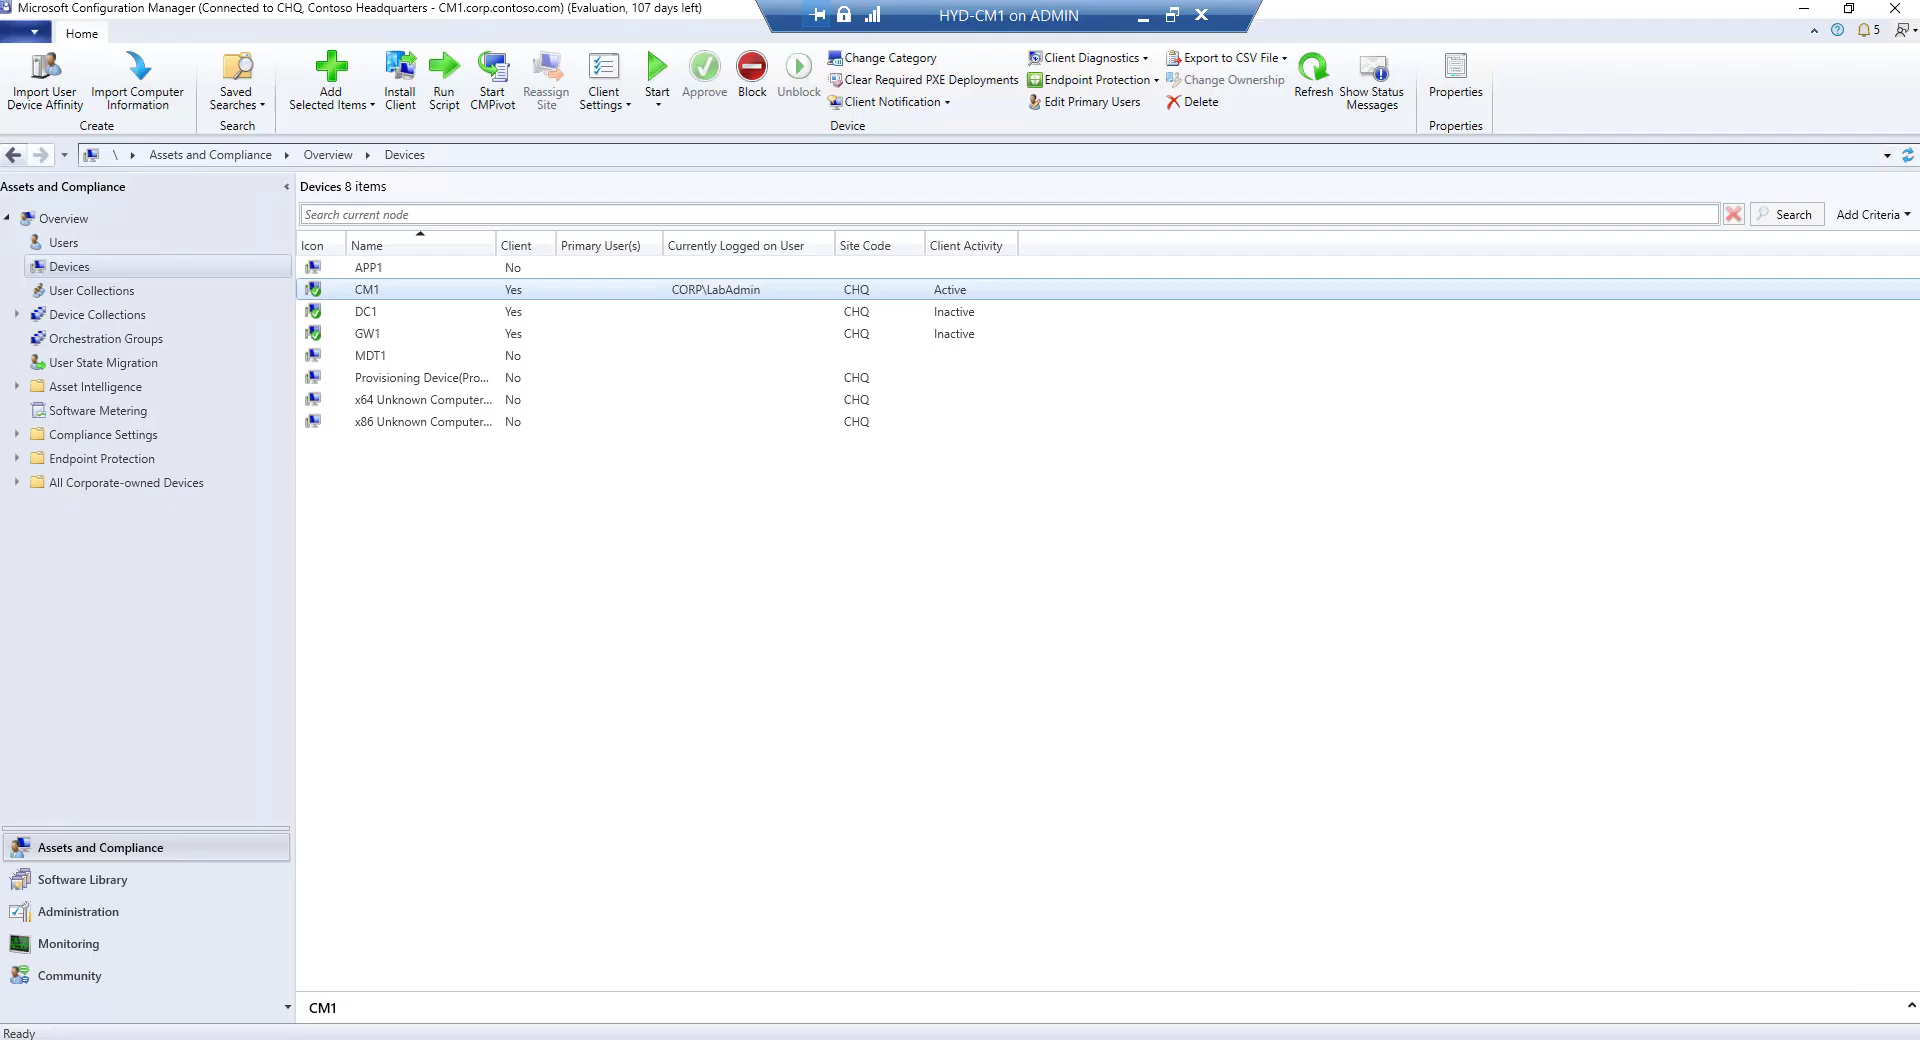 Microsoft Configuration Manager (Connected to CHQ, Contoso Headquarters - CM1.corp.contoso.com) (Evaluation, 107 days left)
HYD-CM1 on ADMIN
Home
5
Import User
Device Affinity
Import Computer
Information
Create
Saved
Searches
Search
Add
Selected Items
Install
Client
Run
Script
Start
CMPivot
Reassign
Site
Client
Settings
Start
Approve
Block
Unblock
Change Category
Clear Required PXE Deployments
Client Notification
Client Diagnostics
Endpoint Protection
Edit Primary Users
Export to CSV File
Change Ownership
Delete
Device
Refresh
Show Status
Messages
Properties
Properties
\ Assets and Compliance Overview Devices
Assets and Compliance
Overview
Users
Devices
User Collections
Device Collections
Orchestration Groups
User State Migration
Asset Intelligence
Software Metering
Compliance Settings
Endpoint Protection
All Corporate-owned Devices
Assets and Compliance
Software Library
Administration
Monitoring
Community
Devices 8 items
Search current node
Search
Add Criteria
Icon Name Client Primary User(s) Currently Logged on User Site Code Client Activity
APP1 No
CM1 Yes CORP\LabAdmin CHQ Active
DC1 Yes CHQ Inactive
GW1 Yes CHQ Inactive
MDT1 No
Provisioning Device(Pro... No CHQ
x64 Unknown Computer... No CHQ
x86 Unknown Computer... No CHQ
CM1
Ready